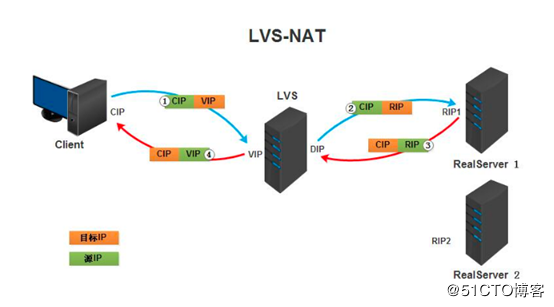 LVS-NAT
LVS
① CIP VIP
② CIP RIP
CIP
RIP1
Client
CIP VIP ④
VIP
DIP
CIP RIP ③
RealServer 1
目标IP
源IP
RIP2
RealServer 2
@51CTO博客